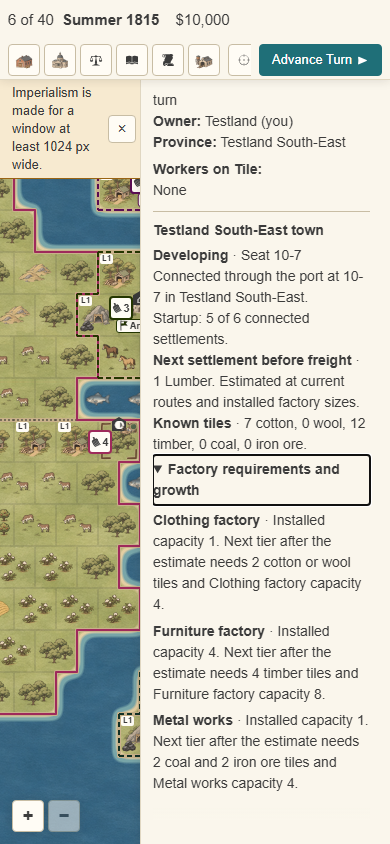 6 of 40 Summer 1815 $10,000
Advance Turn ►
Imperialism is
made for a
window at
least 1024 px
wide.
×
L1
L1
3
Ar
L1
L1
4
L1
+
−
turn
Owner: Testland (you)
Province: Testland South-East
Workers on Tile:
None
Testland South-East town
Developing · Seat 10-7
Connected through the port at 10-
7 in Testland South-East.
Startup: 5 of 6 connected
settlements.
Next settlement before freight ·
1 Lumber. Estimated at current
routes and installed factory sizes.
Known tiles · 7 cotton, 0 wool, 12
timber, 0 coal, 0 iron ore.
▼ Factory requirements and
growth
Clothing factory · Installed
capacity 1. Next tier after the
estimate needs 2 cotton or wool
tiles and Clothing factory capacity
4.
Furniture factory · Installed
capacity 4. Next tier after the
estimate needs 4 timber tiles and
Furniture factory capacity 8.
Metal works · Installed capacity 1.
Next tier after the estimate needs
2 coal and 2 iron ore tiles and
Metal works capacity 4.